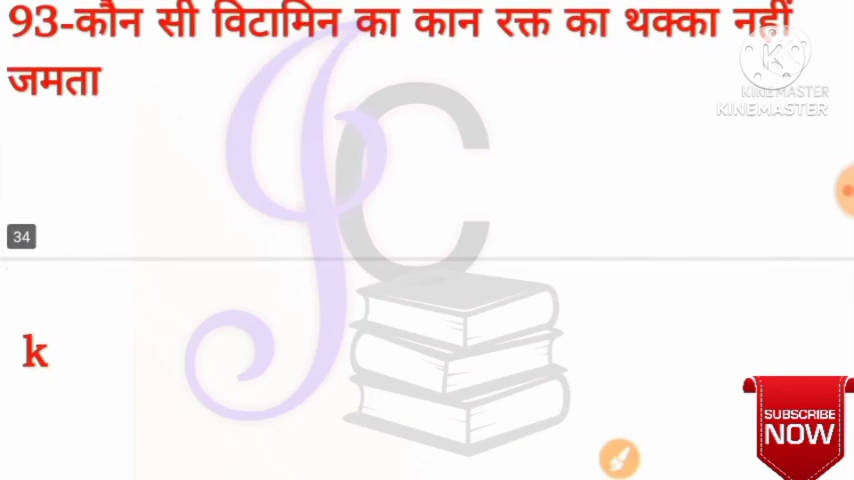 93-कौन सी विटामिन का कान रक्त का थक्का नहीं
जमता
KINEMASTER
KINEMASTER
34
k
SUBSCRIBE
NOW